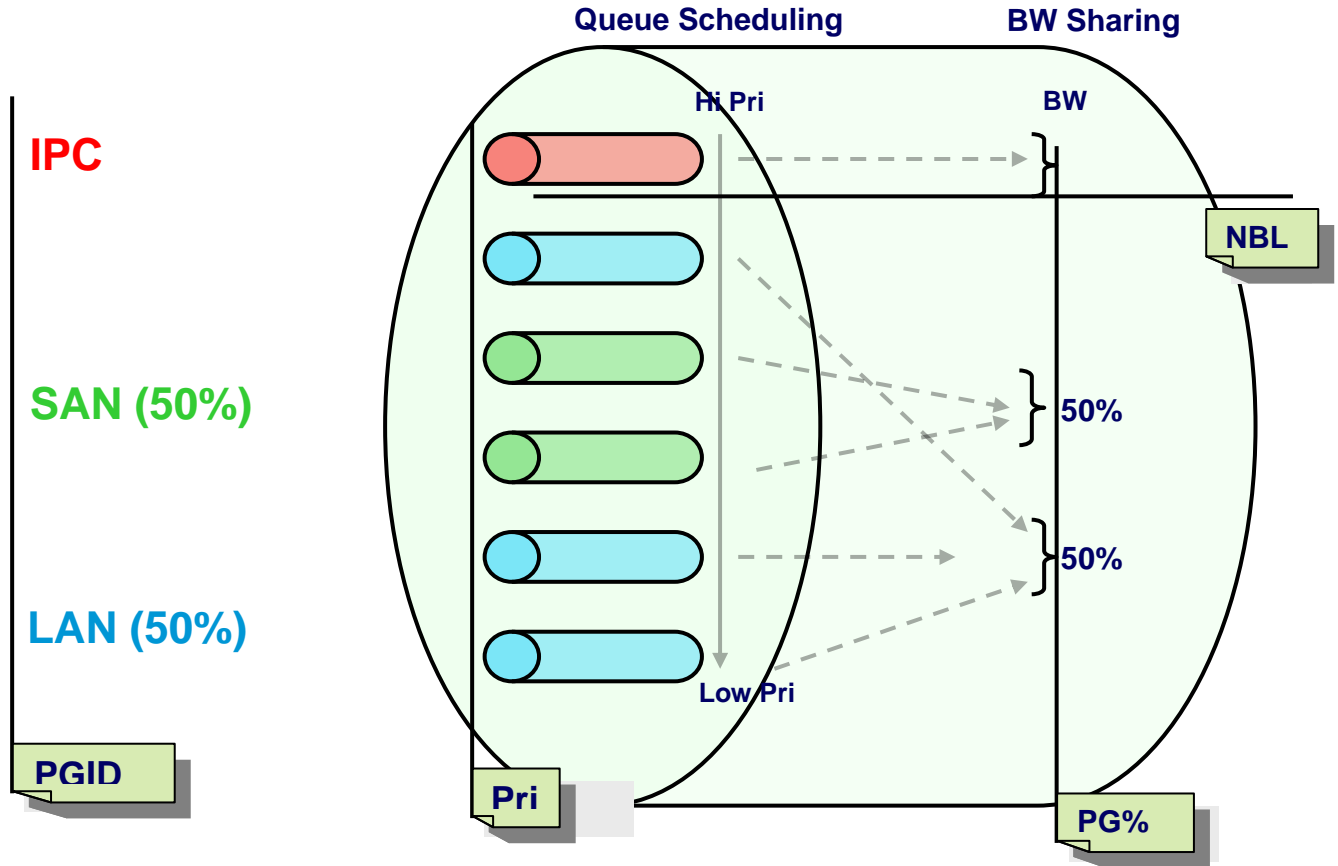 Queue Scheduling
BW Sharing
Hi Pri
BW
IPC
NBL
SAN (50%)
50%
50%
LAN (50%)
Low Pri
PGID
Pri
PG%